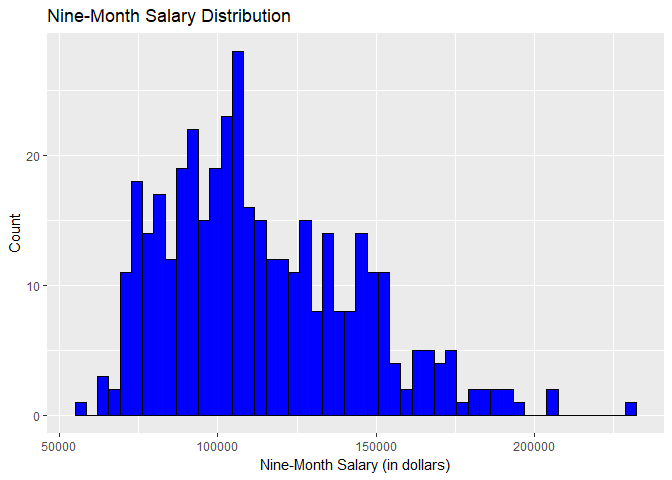 Nine-Month Salary Distribution
20
10
0
Count
50000 100000 150000 200000
Nine-Month Salary (in dollars)